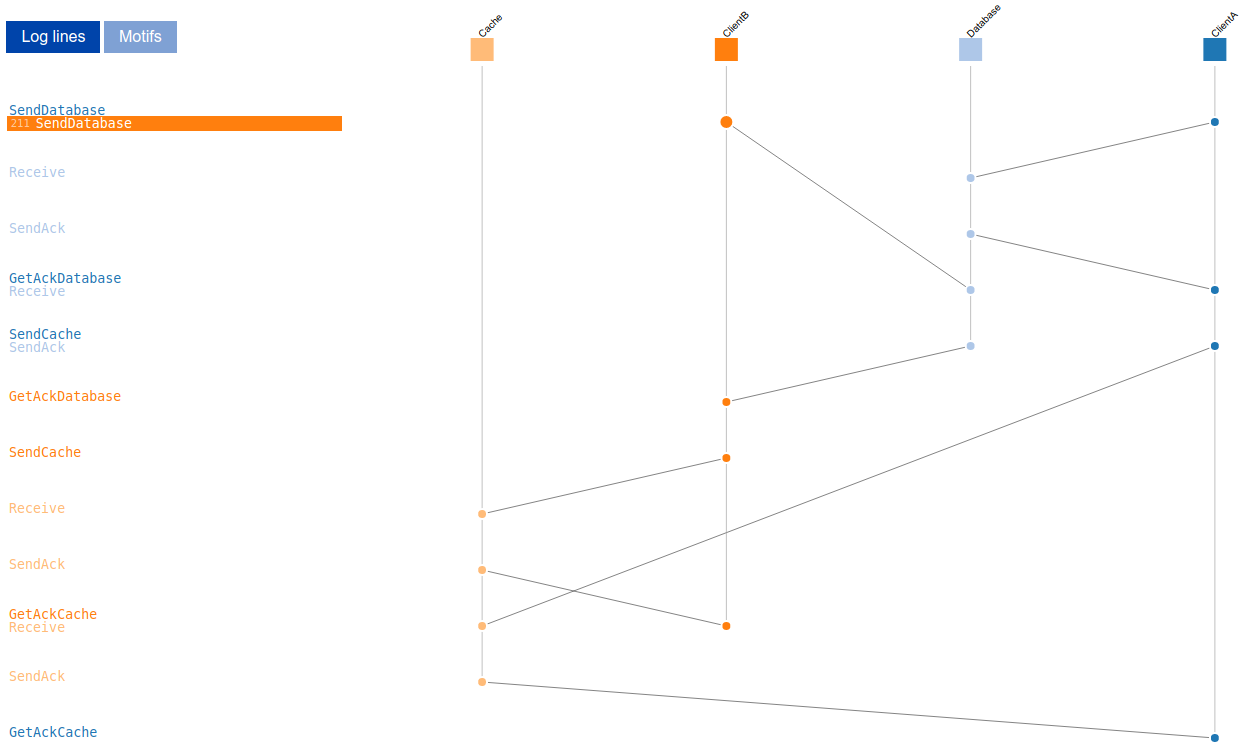 Log lines Motifs
Cache ClientB Database ClientA
SendDatabase
211 SendDatabase
Receive
SendAck
GetAckDatabase
Receive
SendCache
SendAck
GetAckDatabase
SendCache
Receive
SendAck
GetAckCache
Receive
SendAck
GetAckCache